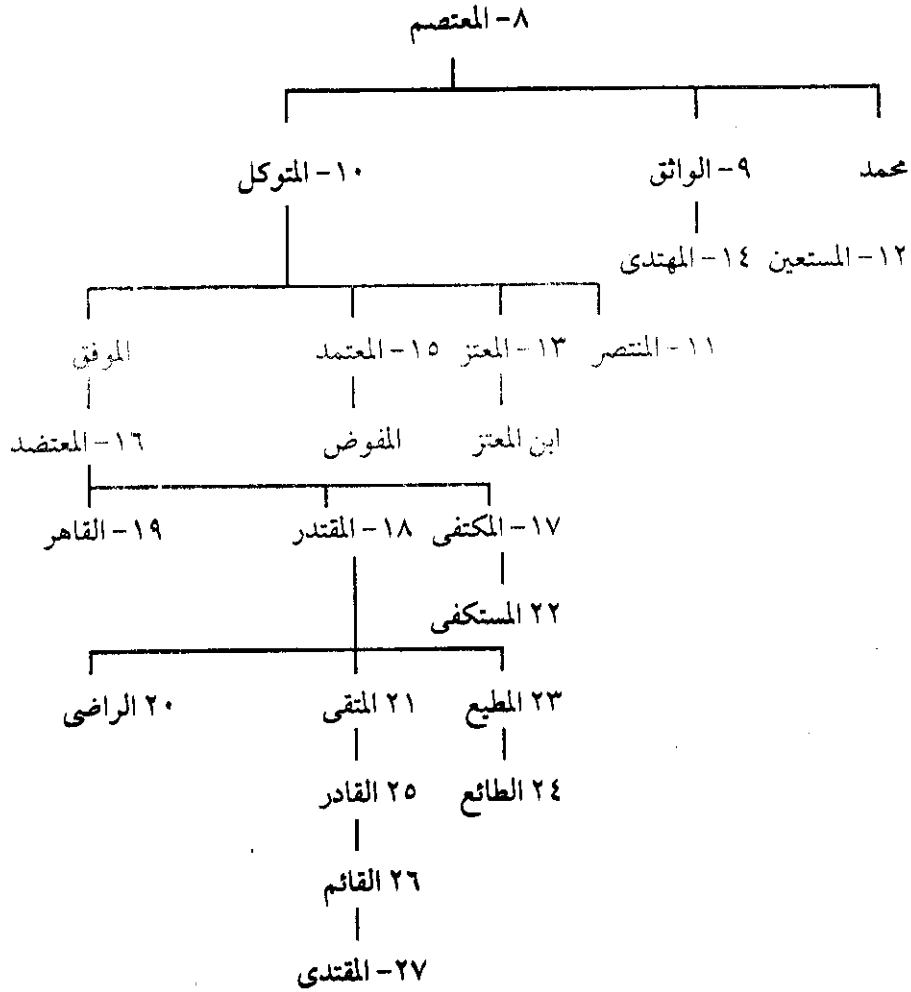 ٨- المعتصم
محمد ٩- الواثق ١٠- المتوكل
١٢- المستعين ١٤- المهتدى
١١- المنتصر ١٣- المعتز ١٥- المعتمد الموفق
ابن المعتز المفوض ١٦- المعتضد
١٧- المكتفى ١٨- المقتدر ١٩- القاهر
٢٢ المستكفى
٢٣ المطيع ٢١ المتقى ٢٠ الراضى
٢٤ الطائع ٢٥ القادر
٢٦ القائم
٢٧- المقتدى